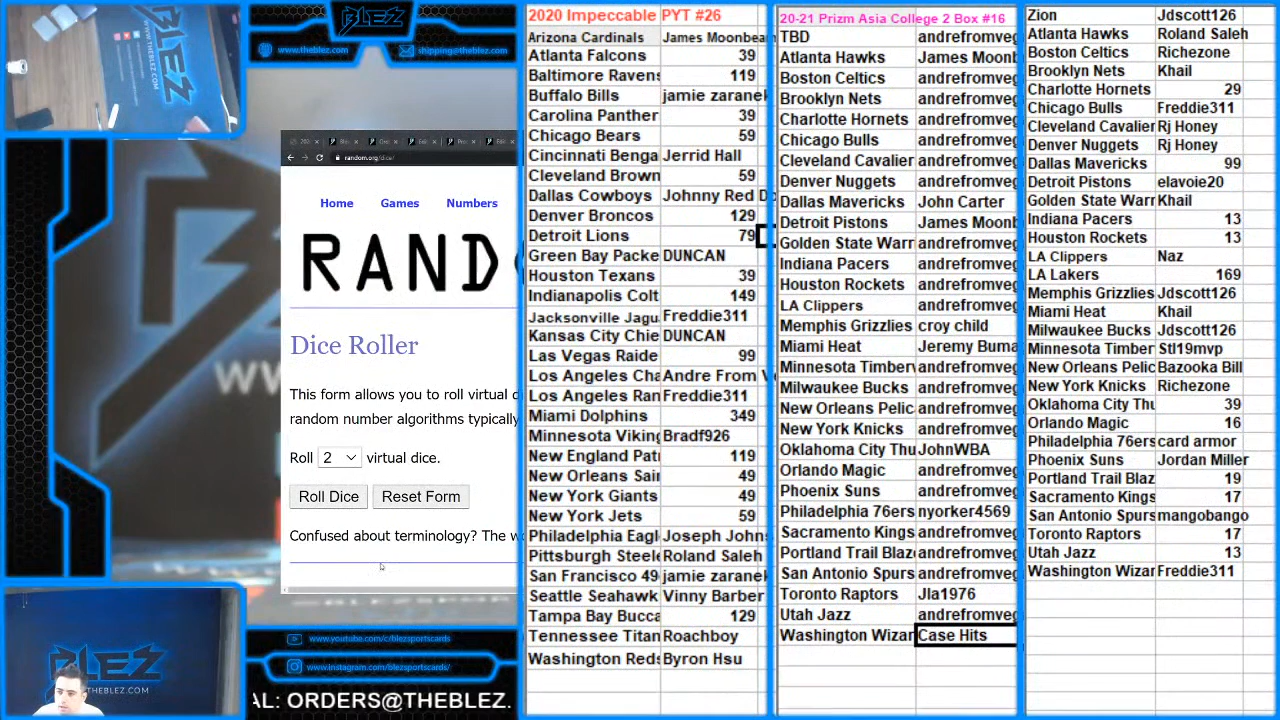 BLEZ
www.theblez.com
shipping@theblez.com
random.org/dice/
Home Games Numbers
RAND
Dice Roller
This form allows you to roll virtual d
random number algorithms typically
Roll 2 virtual dice.
Roll Dice Reset Form
Confused about terminology? The w
www.youtube.com/c/blezsportscards
www.instagram.com/blezsportscards/
AL: ORDERS@THEBLEZ.
BLEZ
THEBLEZ.COM
2020 Impeccable PYT #26
Arizona Cardinals James Moonbeam
Atlanta Falcons 39
Baltimore Ravens 119
Buffalo Bills jamie zaranek
Carolina Panther 39
Chicago Bears 59
Cincinnati Benga Jerrid Hall
Cleveland Brown 59
Dallas Cowboys Johnny Red Do
Denver Broncos 129
Detroit Lions 79
Green Bay Packe DUNCAN
Houston Texans 39
Indianapolis Colt 149
Jacksonville Jagu Freddie311
Kansas City Chie DUNCAN
Las Vegas Raide 99
Los Angeles Cha Andre From Ve
Los Angeles Ran Freddie311
Miami Dolphins 349
Minnesota Viking Bradf926
New England Pat 119
New Orleans Sai 49
New York Giants 49
New York Jets 59
Philadelphia Eagl Joseph Johns
Pittsburgh Steele Roland Saleh
San Francisco 49 jamie zaranek
Seattle Seahawk Vinny Barber
Tampa Bay Bucca 129
Tennessee Titan Roachboy
Washington Reds Byron Hsu
20-21 Prizm Asia College 2 Box #16
TBD andrefromveg
Atlanta Hawks James Moonb
Boston Celtics andrefromveg
Brooklyn Nets andrefromveg
Charlotte Hornets andrefromveg
Chicago Bulls andrefromveg
Cleveland Cavalier andrefromveg
Denver Nuggets andrefromveg
Dallas Mavericks John Carter
Detroit Pistons James Moonb
Golden State Warr andrefromveg
Indiana Pacers andrefromveg
Houston Rockets andrefromveg
LA Clippers andrefromveg
Memphis Grizzlies croy child
Miami Heat Jeremy Buma
Minnesota Timberv andrefromveg
Milwaukee Bucks andrefromveg
New Orleans Pelic andrefromveg
New York Knicks andrefromveg
Oklahoma City Thu JohnWBA
Orlando Magic andrefromveg
Phoenix Suns andrefromveg
Philadelphia 76ers nyorker4569
Sacramento Kings andrefromveg
Portland Trail Blaz andrefromveg
San Antonio Spurs andrefromveg
Toronto Raptors Jla1976
Utah Jazz andrefromveg
Washington Wizar Case Hits
Zion Jdscott126
Atlanta Hawks Roland Saleh
Boston Celtics Richezone
Brooklyn Nets Khail
Charlotte Hornets 29
Chicago Bulls Freddie311
Cleveland Cavalier Rj Honey
Denver Nuggets Rj Honey
Dallas Mavericks 99
Detroit Pistons elavoie20
Golden State Warr Khail
Indiana Pacers 13
Houston Rockets 13
LA Clippers Naz
LA Lakers 169
Memphis Grizzlies Jdscott126
Miami Heat Khail
Milwaukee Bucks Jdscott126
Minnesota Timber Stl19mvp
New Orleans Pelic Bazooka Bill
New York Knicks Richezone
Oklahoma City Thu 39
Orlando Magic 16
Philadelphia 76ers card armor
Phoenix Suns Jordan Miller
Portland Trail Blaz 19
Sacramento Kings 17
San Antonio Spurs mangobango
Toronto Raptors 17
Utah Jazz 13
Washington Wizar Freddie311